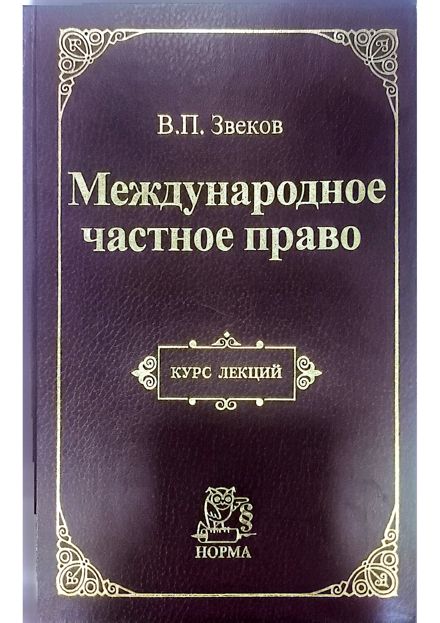 В.П. Звеков
Международное
частное право
КУРС ЛЕКЦИЙ
§
НОРМА